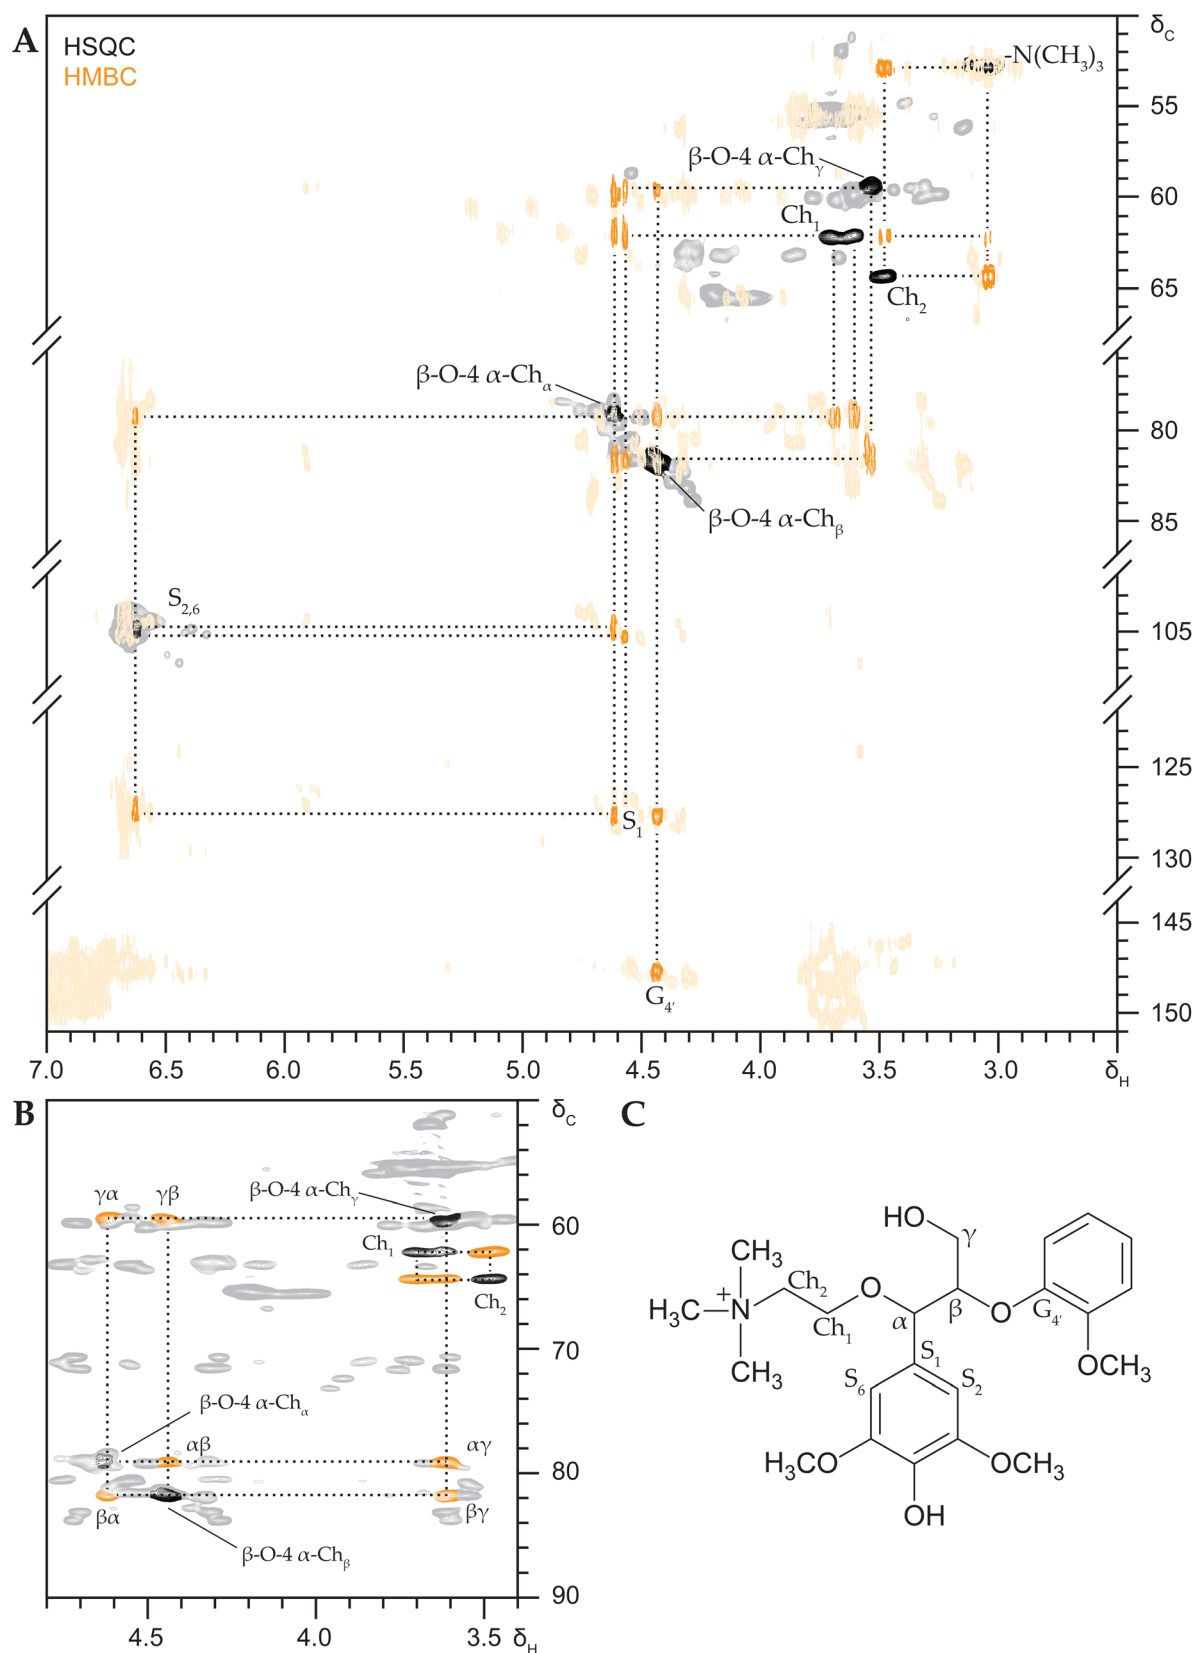 A
HSQC
HMBC
δC
-N(CH3)3
55
β-O-4 α-Chγ
60
Ch1
65
Ch2
β-O-4 α-Chα
80
β-O-4 α-Chβ
85
S2,6
105
125
S1
130
145
G4'
150
7.0 6.5 6.0 5.5 5.0 4.5 4.0 3.5 3.0 δH
B
δC
γα γβ β-O-4 α-Chγ
60
Ch1
Ch2
70
β-O-4 α-Chα
αβ αγ
80
βα βγ
β-O-4 α-Chβ
90
4.5 4.0 3.5 δH
C
HO
γ
CH3
Ch2 O
H3C N+ Ch1 α β O G4'
S1
CH3 OCH3
S6 S2
H3CO OCH3
OH